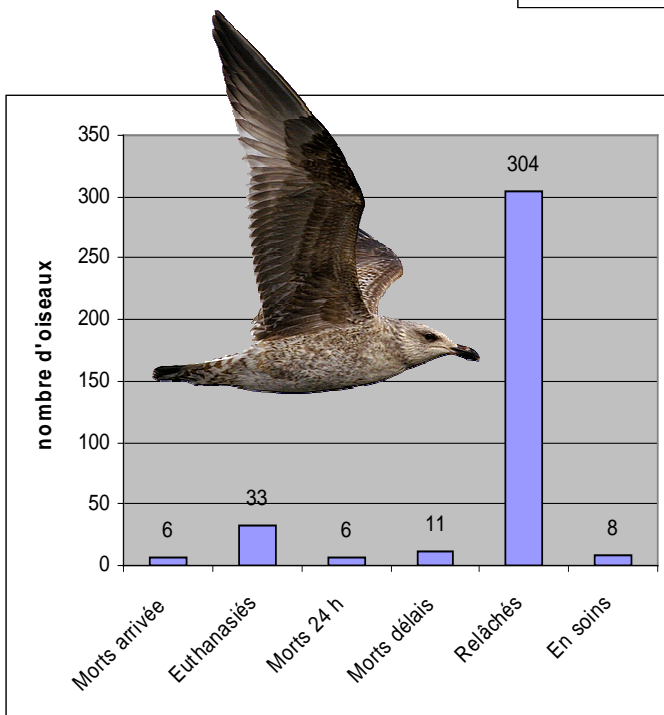 350
300
250
200
150
100
50
0
nombre d'oiseaux
6
33
6
11
304
8
Morts arrivée
Euthanasiés
Morts 24 h
Morts délais
Relâchés
En soins